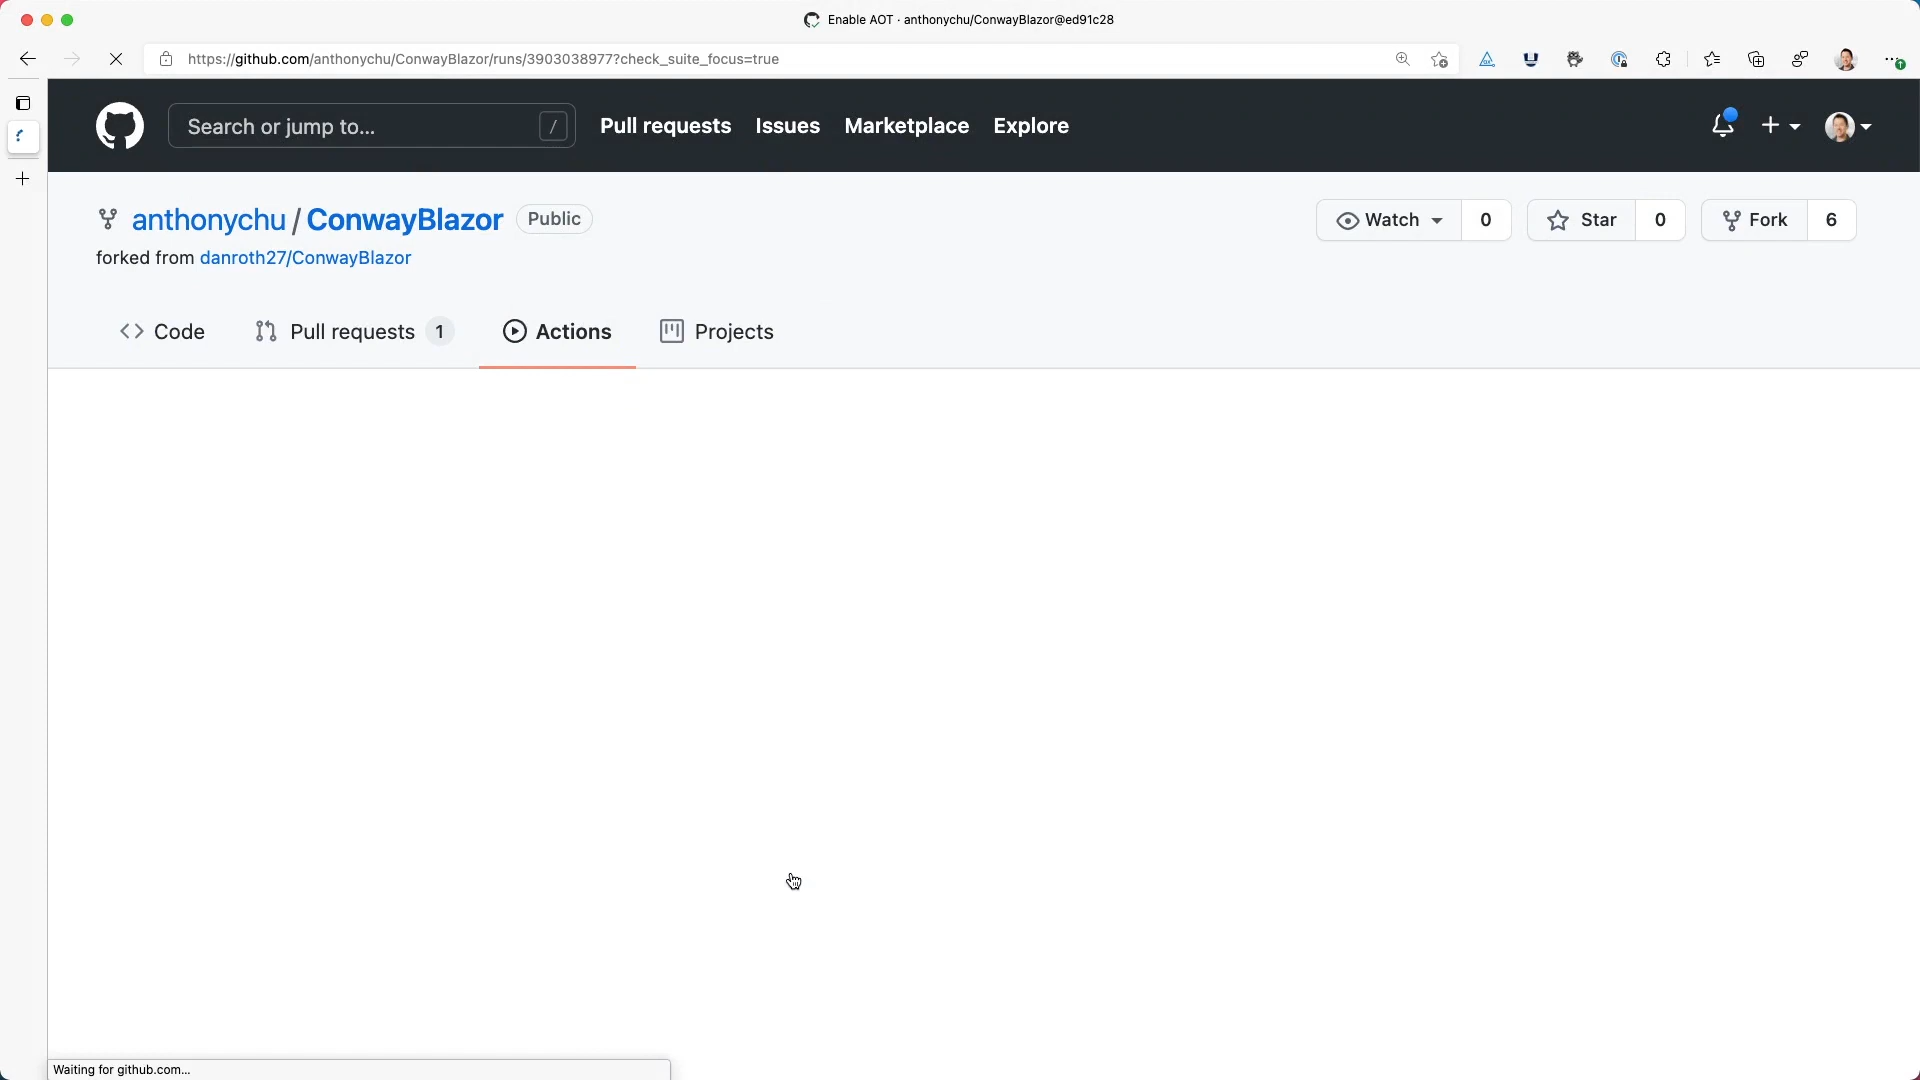 Enable AOT · anthonychu/ConwayBlazor@ed91c28
https://github.com/anthonychu/ConwayBlazor/runs/3903038977?check_suite_focus=true
Search or jump to... /
Pull requests Issues Marketplace Explore
anthonychu / ConwayBlazor Public
Watch 0 Star 0 Fork 6
forked from danroth27/ConwayBlazor
Code Pull requests 1 Actions Projects
Waiting for github.com...